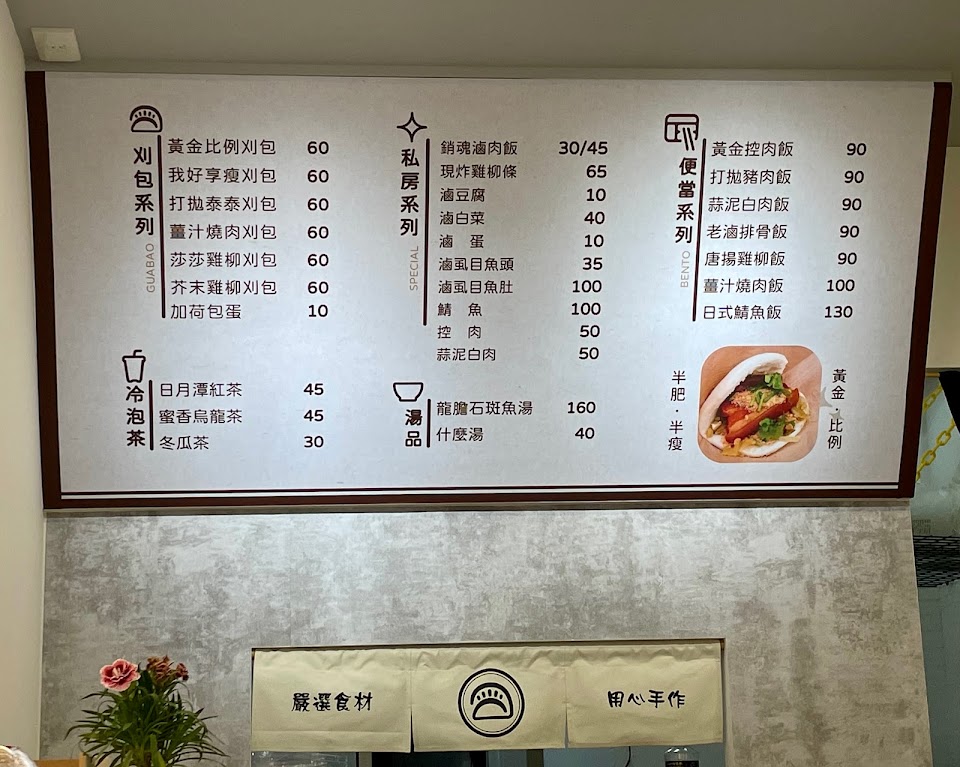 刈包系列
GUABAO
黃金比例刈包 60
我好享瘦刈包 60
打拋泰泰刈包 60
薑汁燒肉刈包 60
莎莎雞柳刈包 60
芥末雞柳刈包 60
加荷包蛋 10
冷泡茶
日月潭紅茶 45
蜜香烏龍茶 45
冬瓜茶 30
私房系列
SPECIAL
銷魂滷肉飯 30/45
現炸雞柳條 65
滷豆腐 10
滷白菜 40
滷 蛋 10
滷虱目魚頭 35
滷虱目魚肚 100
鯖 魚 100
控 肉 50
蒜泥白肉 50
湯品
龍膽石斑魚湯 160
什麼湯 40
便當系列
BENTO
黃金控肉飯 90
打拋豬肉飯 90
蒜泥白肉飯 90
老滷排骨飯 90
唐揚雞柳飯 90
薑汁燒肉飯 100
日式鯖魚飯 130
黃金·比例
半肥·半瘦
嚴選食材
用心手作